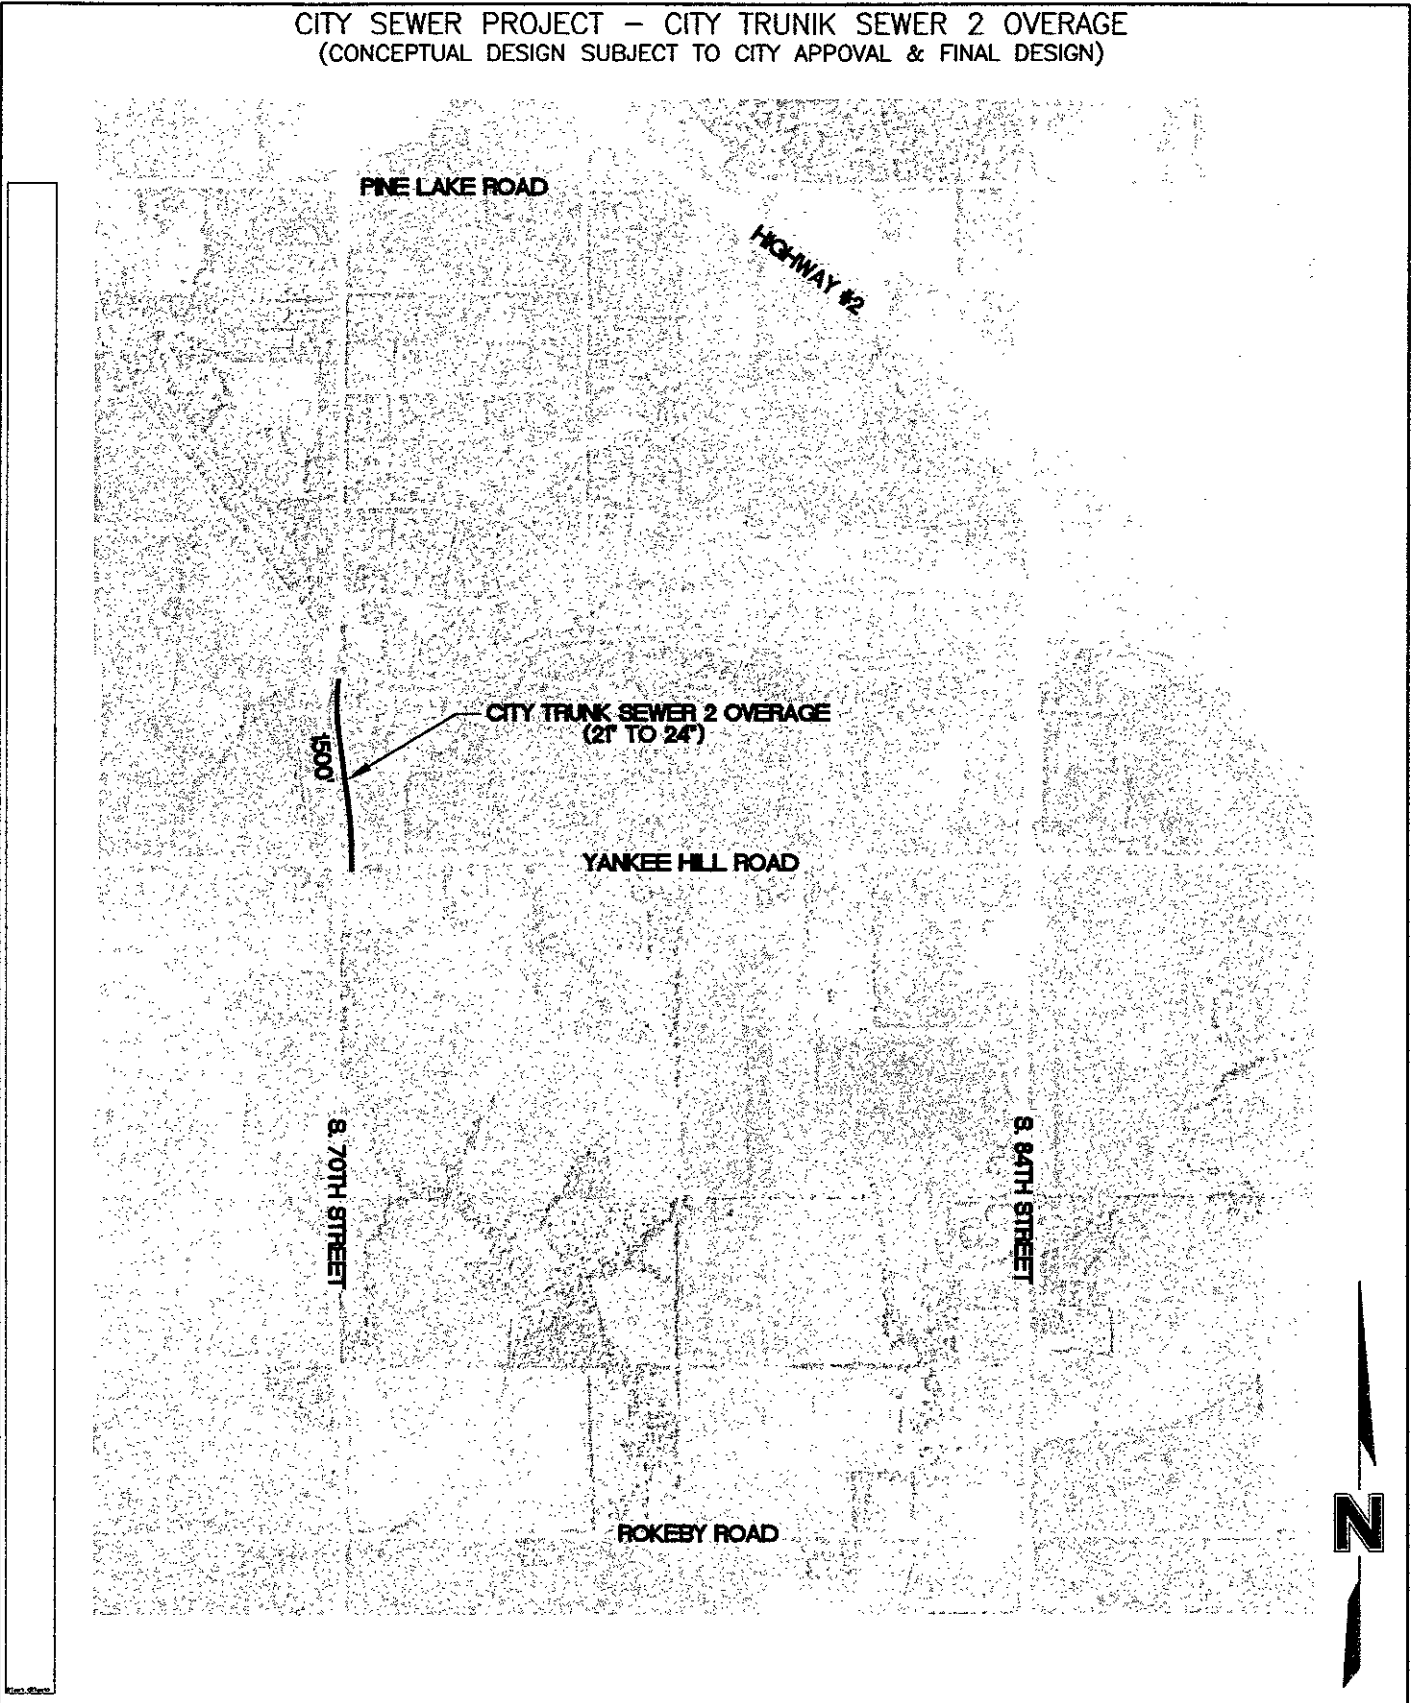 CITY SEWER PROJECT – CITY TRUNIK SEWER 2 OVERAGE
(CONCEPTUAL DESIGN SUBJECT TO CITY APPOVAL & FINAL DESIGN)
PINE LAKE ROAD
HIGHWAY #2
CITY TRUNK SEWER 2 OVERAGE
(21" TO 24")
1500'
YANKEE HILL ROAD
S. 70TH STREET
S. 84TH STREET
ROKEBY ROAD
N